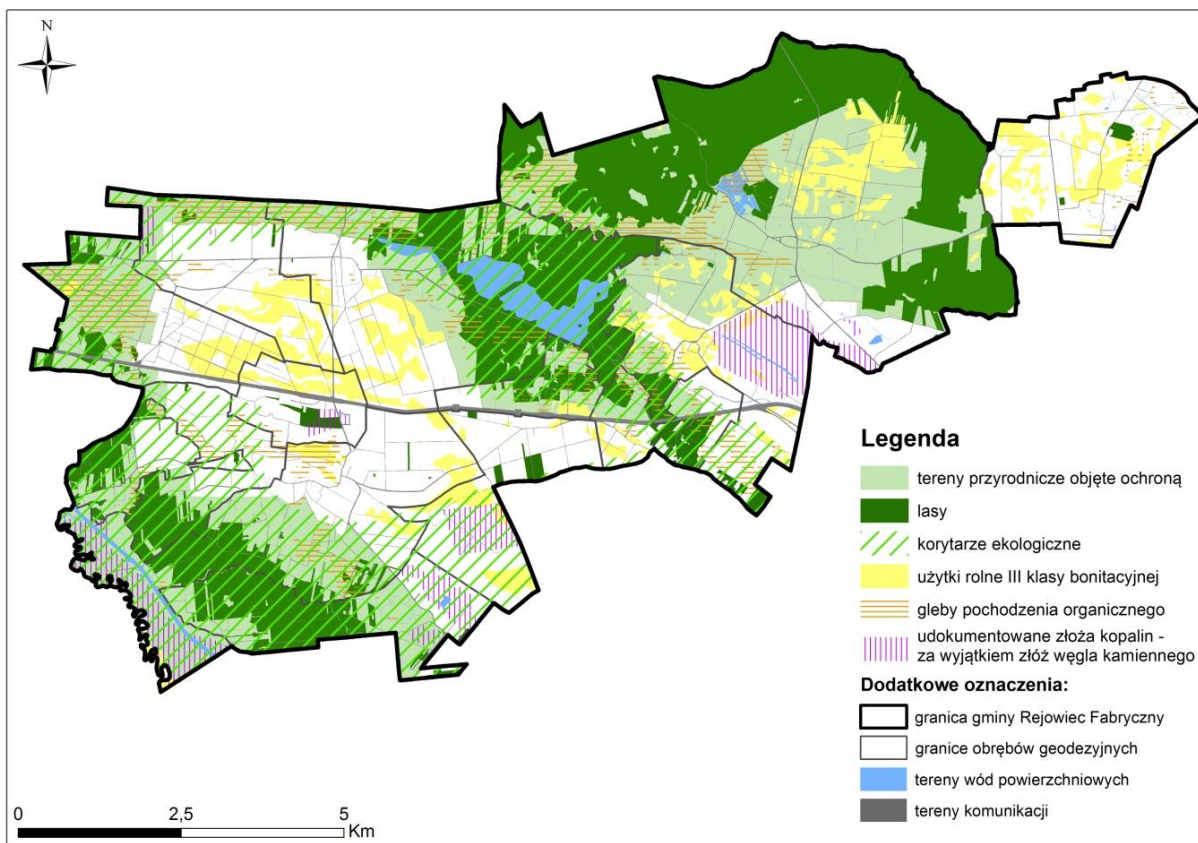 N
Legenda
tereny przyrodnicze objęte ochroną
lasy
korytarze ekologiczne
użytki rolne III klasy bonitacyjnej
gleby pochodzenia organicznego
udokumentowane złoża kopalin -
za wyjątkiem złóż węgla kamiennego
Dodatkowe oznaczenia:
granica gminy Rejowiec Fabryczny
granice obrębów geodezyjnych
tereny wód powierzchniowych
tereny komunikacji
0 2,5 5
Km